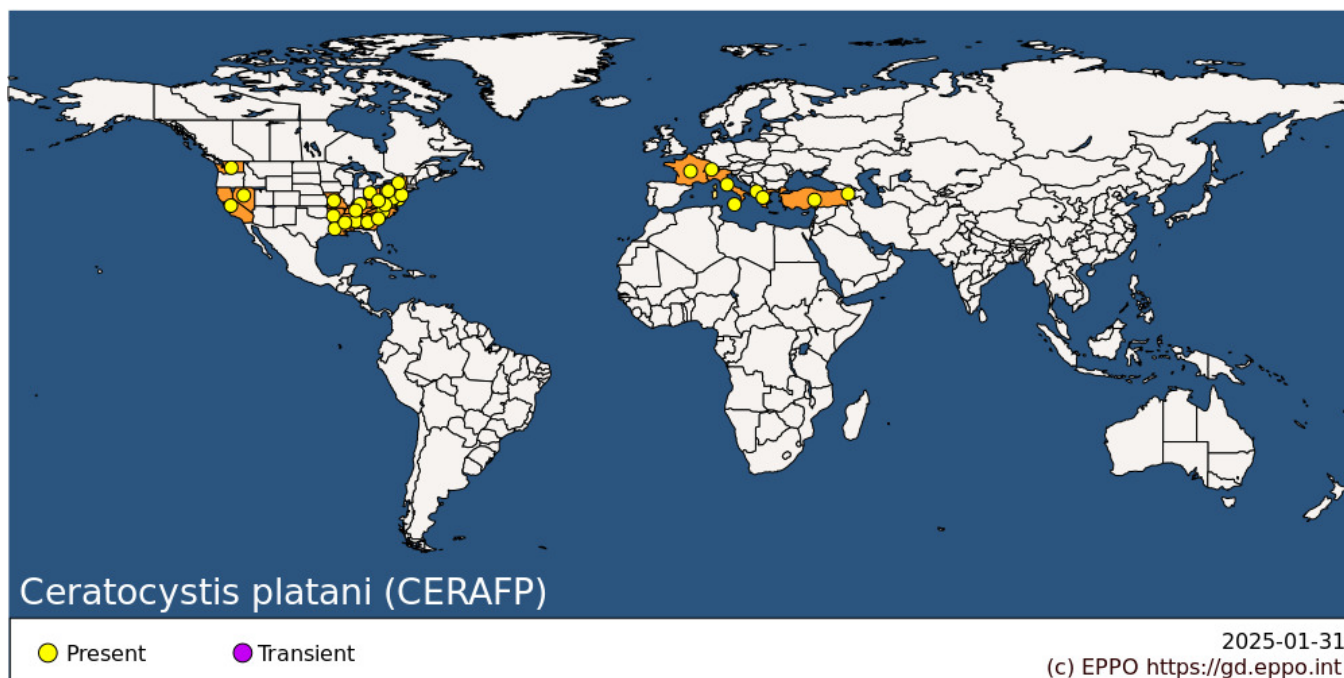 Ceratocystis platani (CERAFP)
Present
Transient
2025-01-31
(c) EPPO https://gd.eppo.int